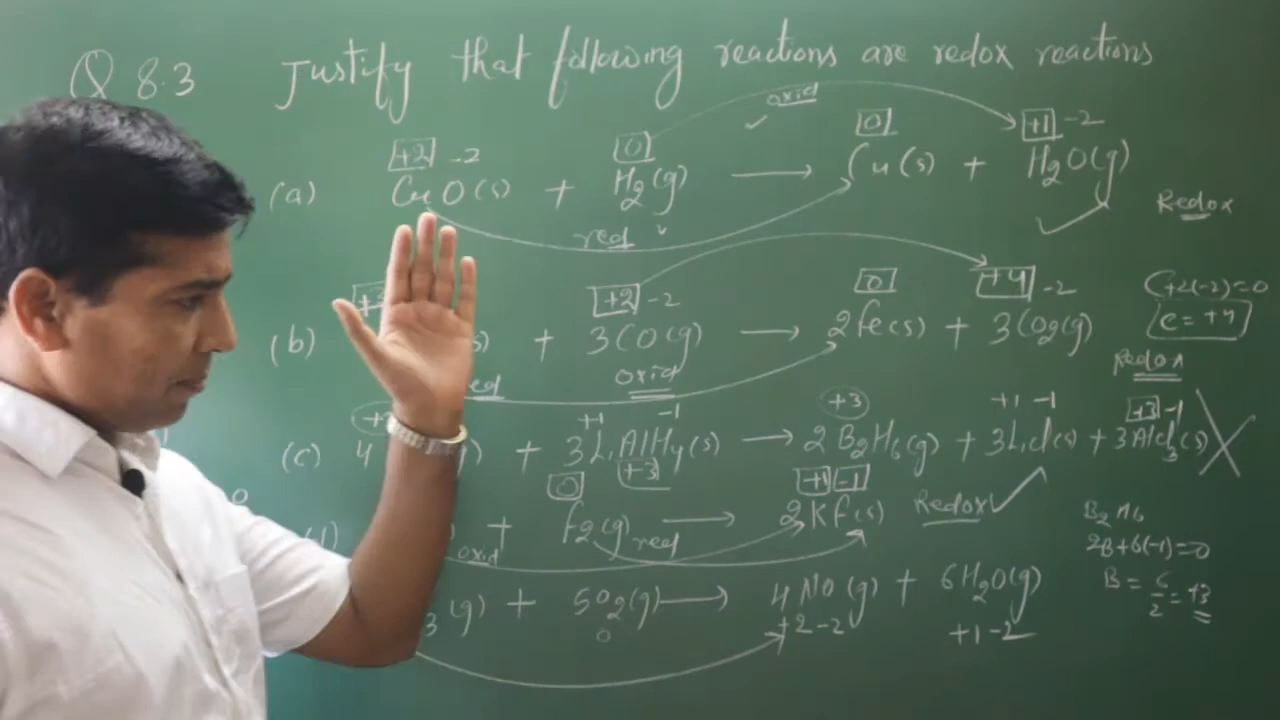 Q 8.3 Justify that following reactions are redox reactions
oxid
+2 -2 0 0 +1 -2
(a) CuO(s) + H2(g) → Cu(s) + H2O(g)
Redox
red
+2 -2 0 +4 -2
C+2(-2)=0
(b) + 3CO(g) → 2Fe(s) + 3CO2(g)
C = +4
oxid
Redox
+1 -1 +3 +1 -1 +3 -1
(c) 4 + 3LiAlH4(s) → 2B2H6(g) + 3LiCl(s) + 3AlCl3(s)
+3
0 +1 -1
+ F2(g) → 2KF(s) Redox
B2H6
oxid red
2B+6(-1)=0
B = 6/2 = +3
3(g) + 5O2(g) → 4NO(g) + 6H2O(g)
0 +2 -2 +1 -2